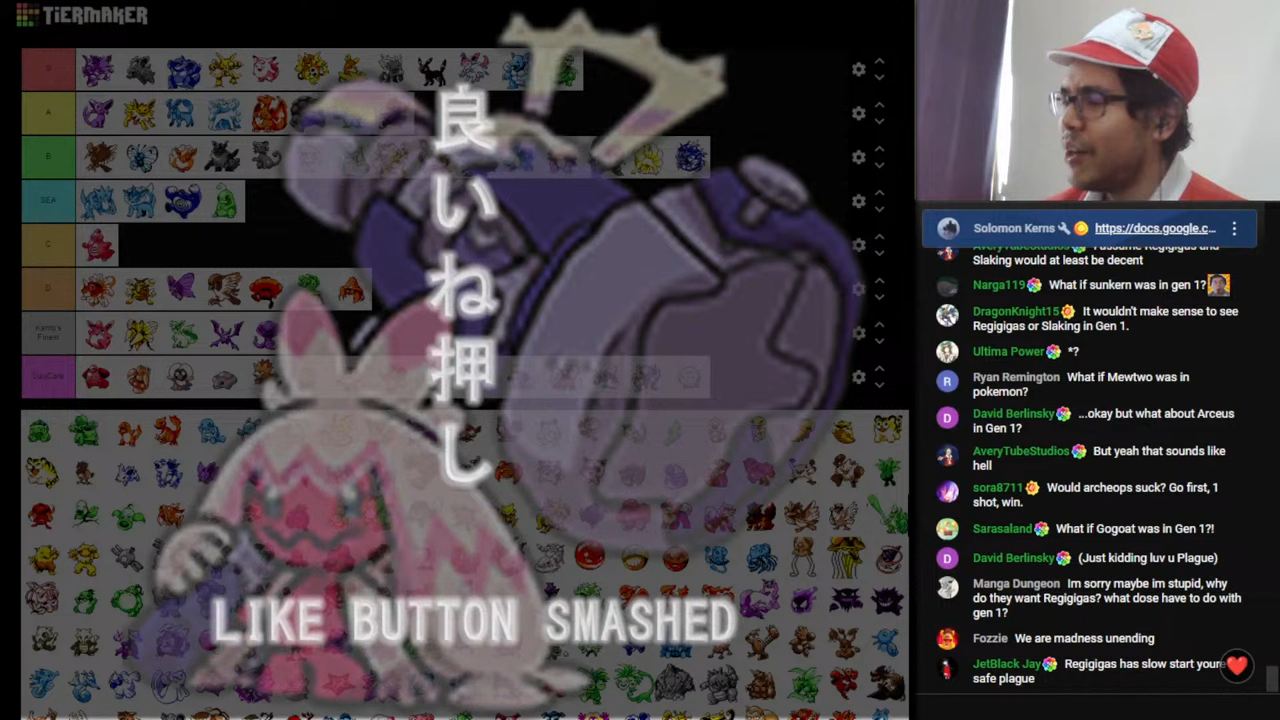 TiERMAKER
A
B
SEA
C
D
Kanto's
Finest
LuvCare
良い ね押し
LIKE BUTTON SMASHED
Solomon Kerns https://docs.google.c...
AveryTubeStudios I assume Regigigas and
Slaking would at least be decent
Narga119 What if sunkern was in gen 1?
DragonKnight15 It wouldn't make sense to see
Regigigas or Slaking in Gen 1.
Ultima Power *?
Ryan Remington What if Mewtwo was in
pokemon?
David Berlinsky ...okay but what about Arceus
in Gen 1?
AveryTubeStudios But yeah that sounds like
hell
sora8711 Would archeops suck? Go first, 1
shot, win.
Sarasaland What if Gogoat was in Gen 1?!
David Berlinsky (Just kidding luv u Plague)
Manga Dungeon Im sorry maybe im stupid, why
do they want Regigigas? what dose have to do with
gen 1?
Fozzie We are madness unending
JetBlack Jay Regigigas has slow start youre
safe plague